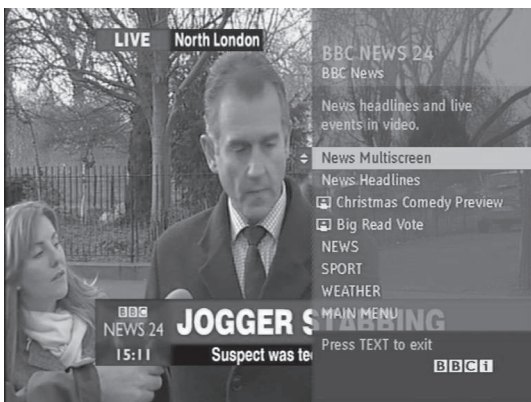 LIVE North London
BBC NEWS 24
BBC News
News headlines and live
events in video.
News Multiscreen
News Headlines
Christmas Comedy Preview
Big Read Vote
NEWS
SPORT
WEATHER
MAIN MENU
Press TEXT to exit
BBCi
BBC
NEWS 24
15:11
JOGGER STABBING
Suspect was